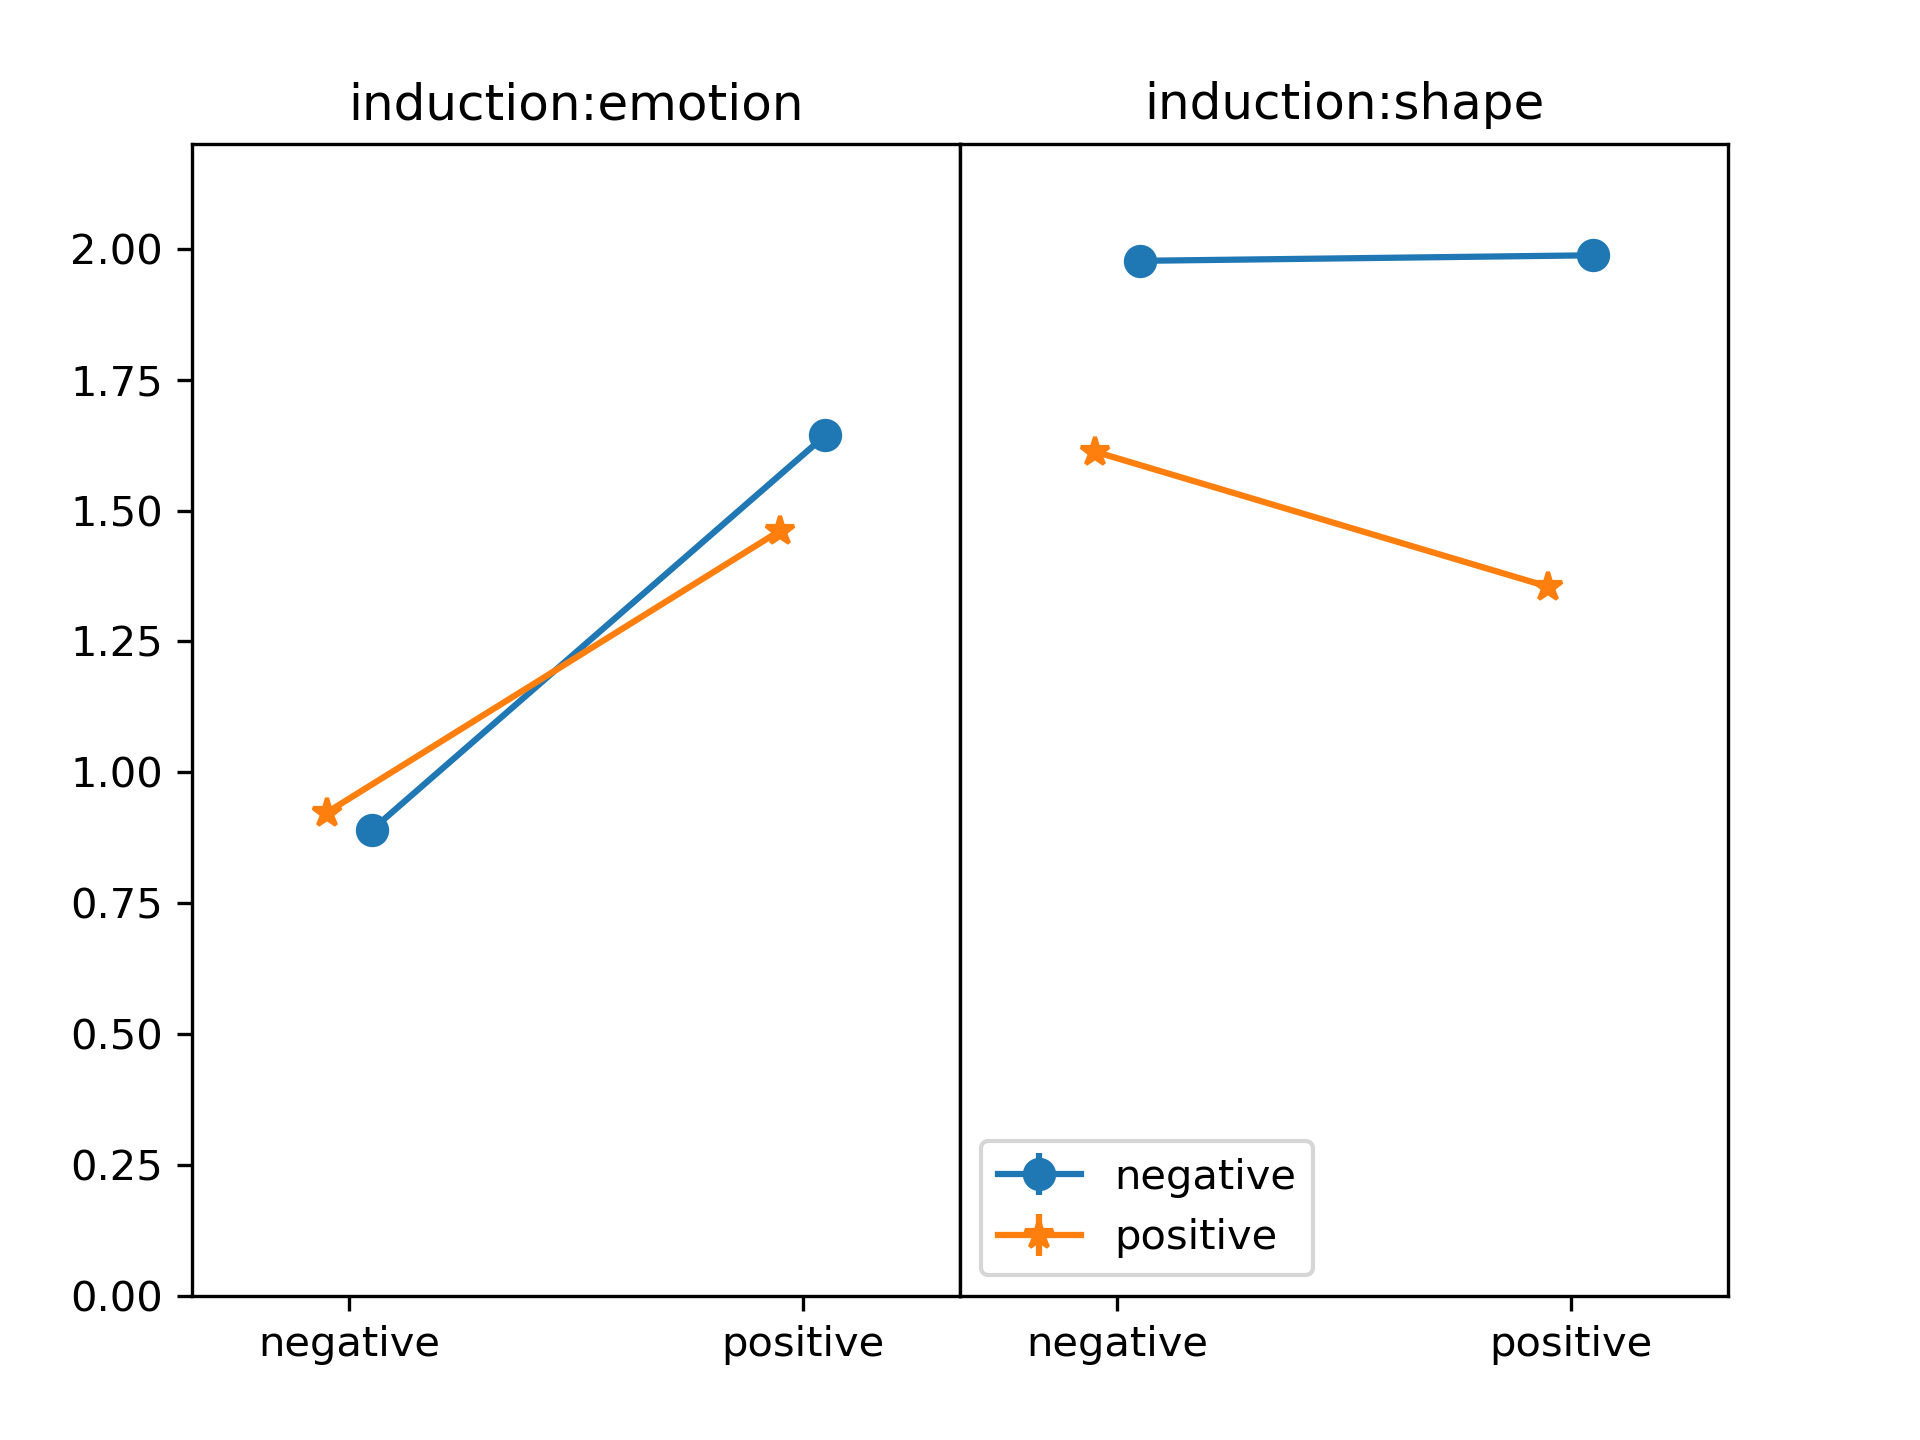 induction:emotion
induction:shape
2.00
1.75
1.50
1.25
1.00
0.75
0.50
0.25
0.00
negative
positive
negative
positive
negative
positive